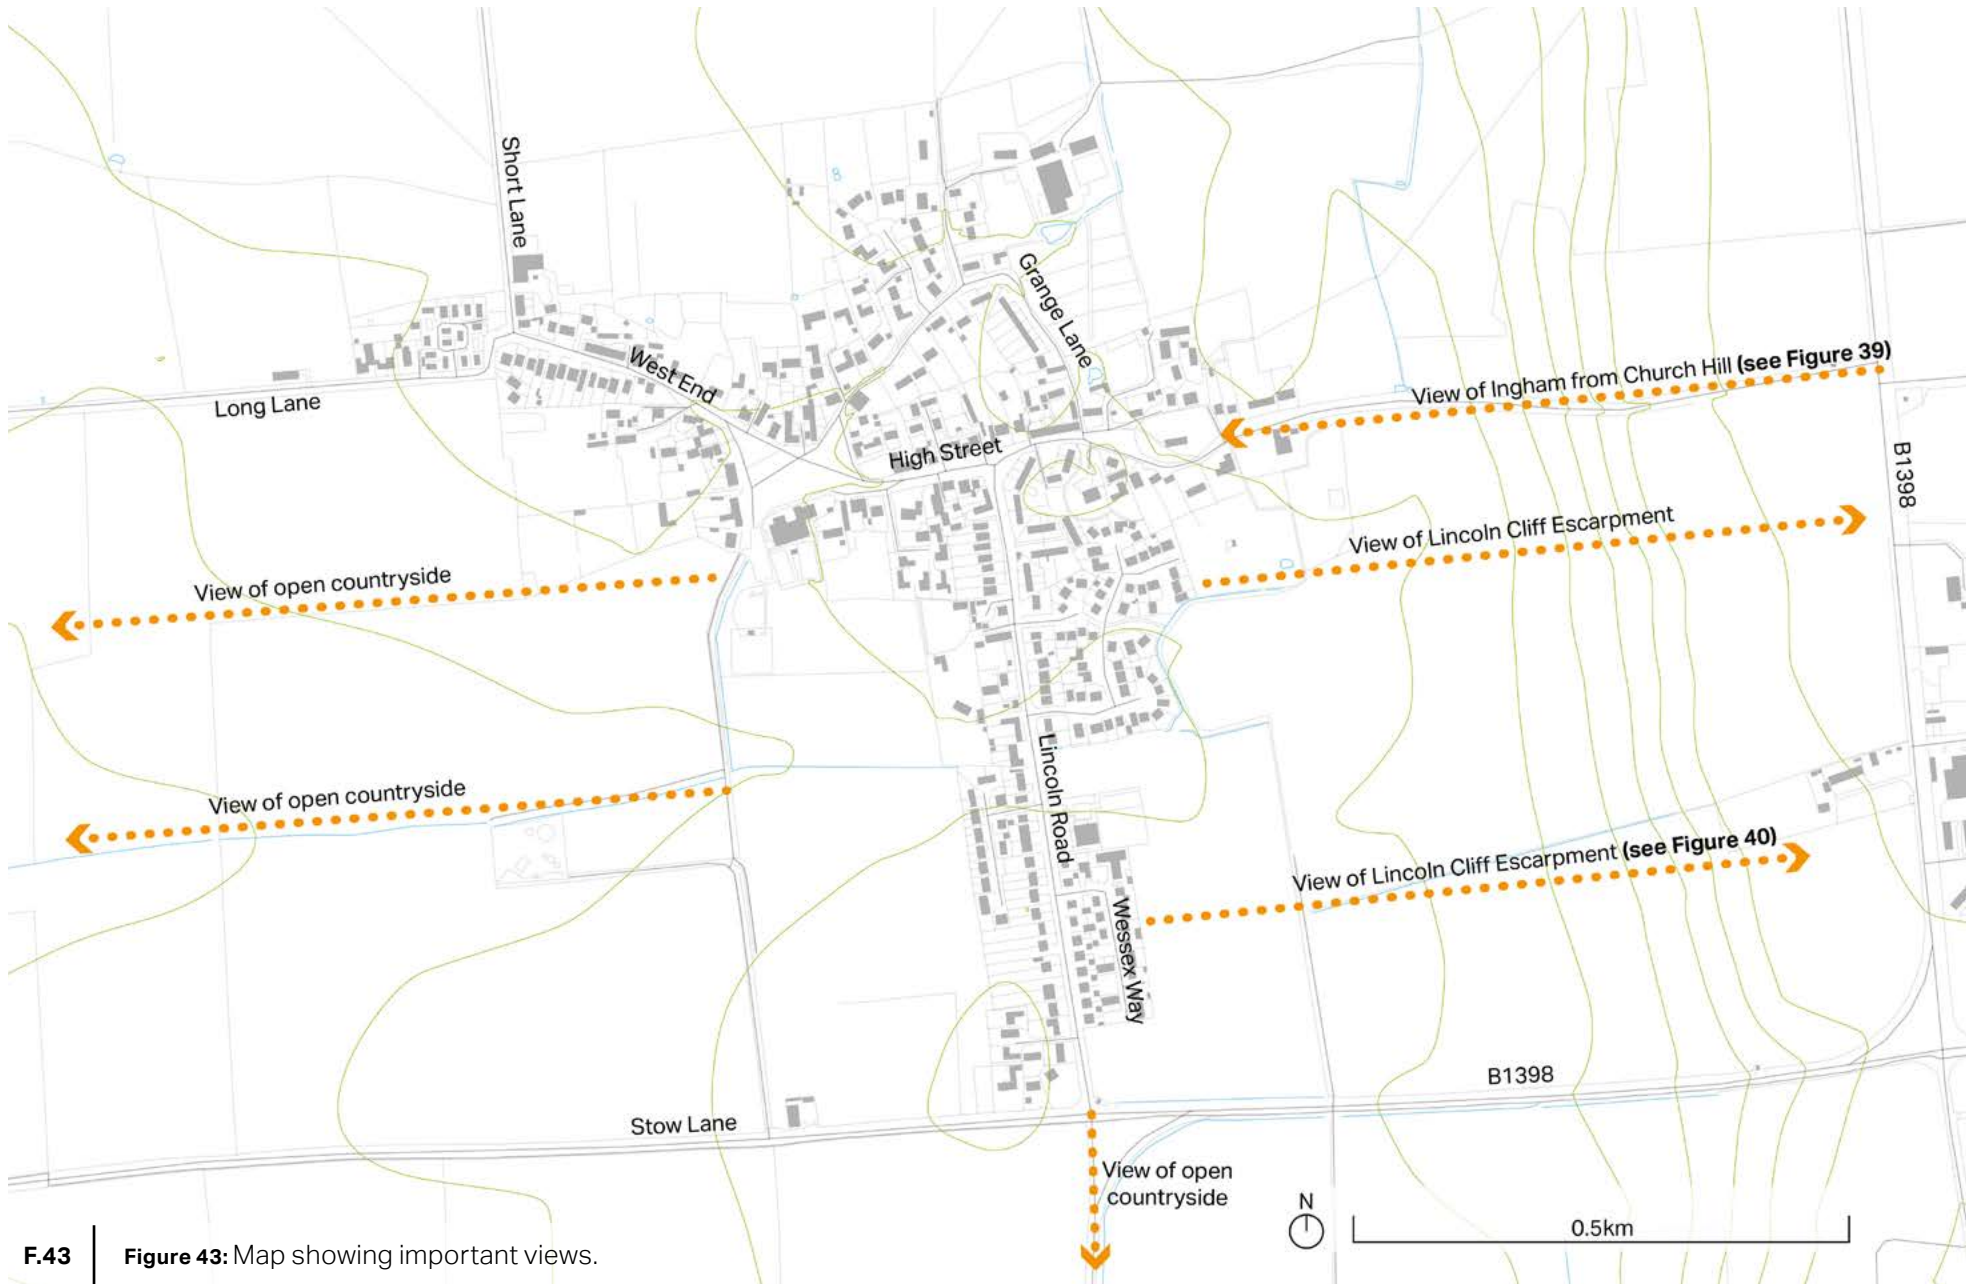 Short Lane
Grange Lane
West End
View of Ingham from Church Hill (see Figure 39)
Long Lane
High Street
B1398
View of Lincoln Cliff Escarpment
View of open countryside
Lincoln Road
View of open countryside
View of Lincoln Cliff Escarpment (see Figure 40)
Wessex Way
B1398
Stow Lane
View of open
countryside
N
0.5km
F.43
Figure 43: Map showing important views.